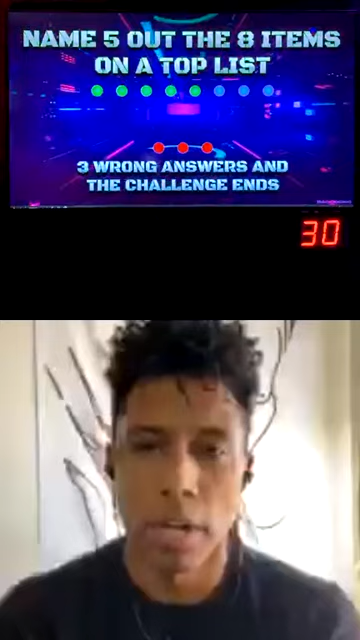 NAME 5 OUT THE 8 ITEMS
ON A TOP LIST
3 WRONG ANSWERS AND
THE CHALLENGE ENDS
30